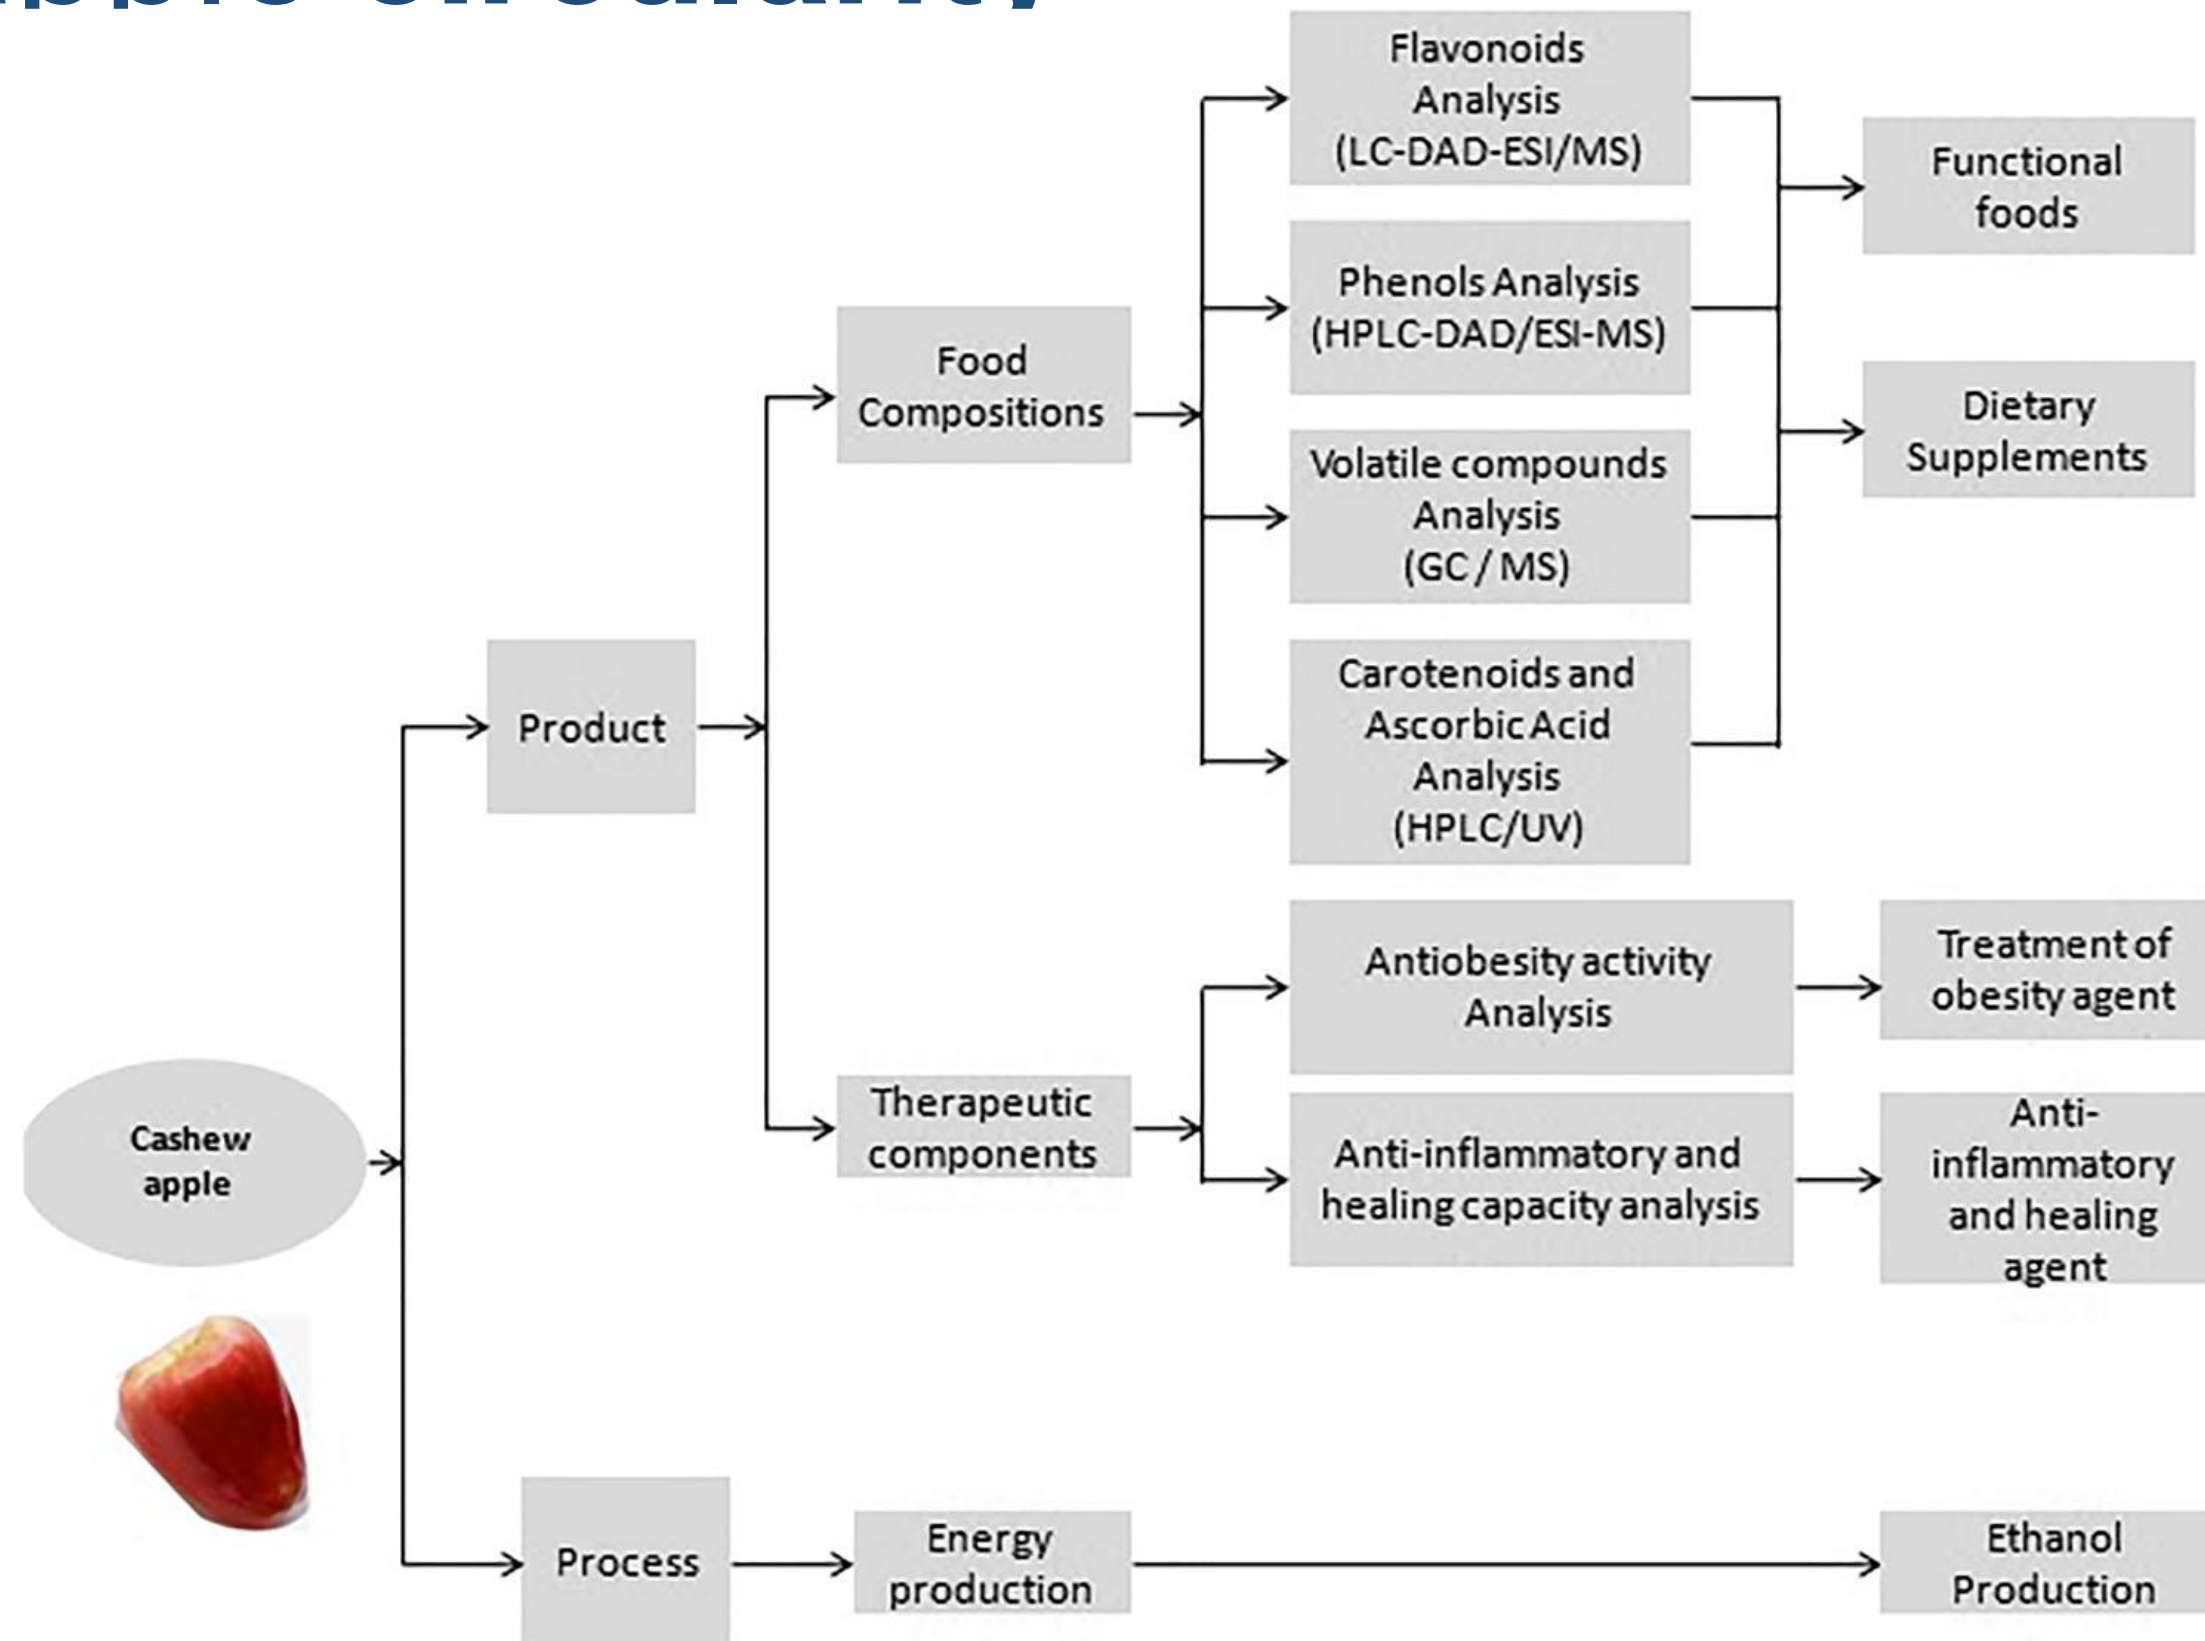 Flavonoids
Analysis
(LC-DAD-ESI/MS)
Functional
foods
Phenols Analysis
(HPLC-DAD/ESI-MS)
Food
Compositions
Dietary
Supplements
Volatile compounds
Analysis
(GC / MS)
Product
Carotenoids and
Ascorbic Acid
Analysis
(HPLC/UV)
Antiobesity activity
Analysis
Treatment of
obesity agent
Cashew
apple
Therapeutic
components
Anti-inflammatory and
healing capacity analysis
Anti-
inflammatory
and healing
agent
Process
Energy
production
Ethanol
Production